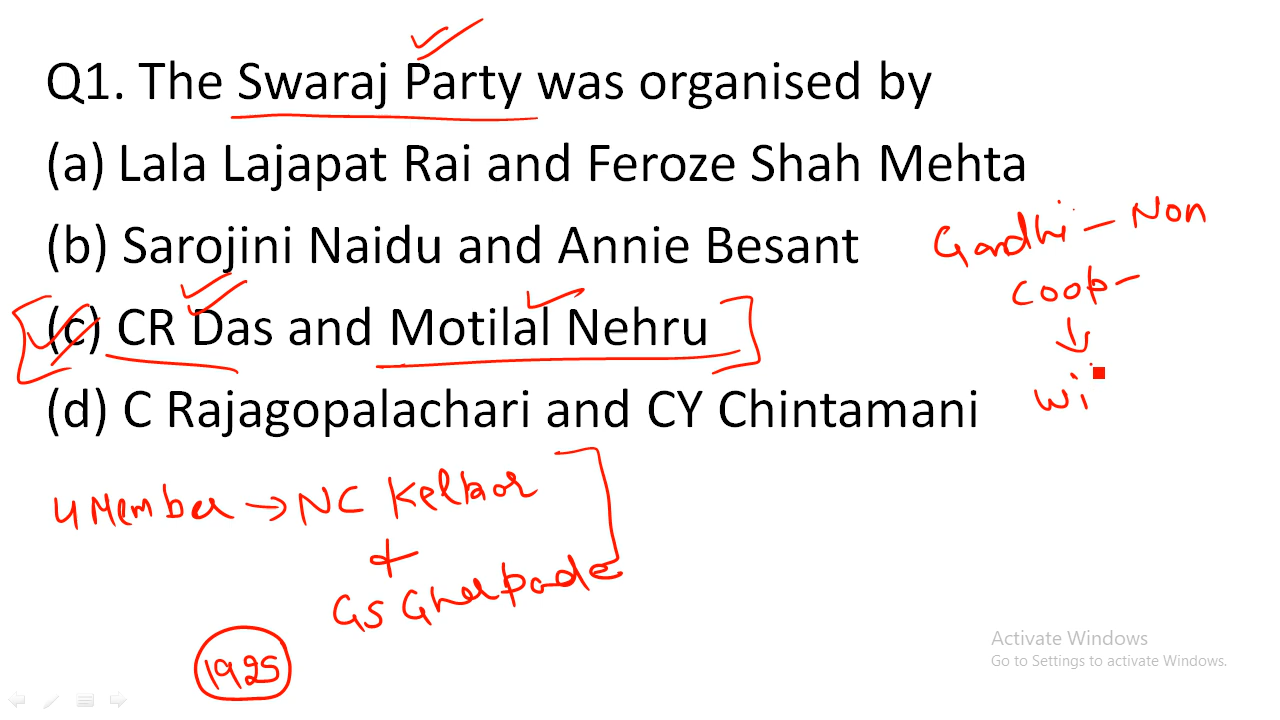 Q1. The Swaraj Party was organised by
(a) Lala Lajapat Rai and Feroze Shah Mehta
(b) Sarojini Naidu and Annie Besant
(c) CR Das and Motilal Nehru
(d) C Rajagopalachari and CY Chintamani
Gandhi - Non
Coop -
↓
wi
4 Member → NC Kelkar
+
GS Gherpade
1925
Activate Windows
Go to Settings to activate Windows.